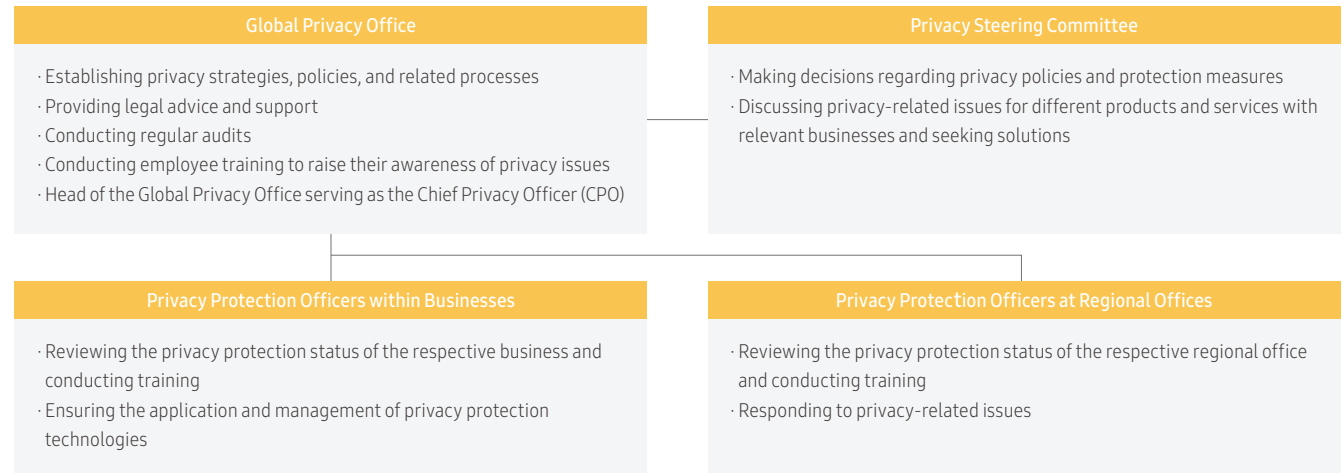 Global Privacy Office
· Establishing privacy strategies, policies, and related processes
· Providing legal advice and support
· Conducting regular audits
· Conducting employee training to raise their awareness of privacy issues
· Head of the Global Privacy Office serving as the Chief Privacy Officer (CPO)
Privacy Steering Committee
· Making decisions regarding privacy policies and protection measures
· Discussing privacy-related issues for different products and services with
relevant businesses and seeking solutions
Privacy Protection Officers within Businesses
· Reviewing the privacy protection status of the respective business and
conducting training
· Ensuring the application and management of privacy protection
technologies
Privacy Protection Officers at Regional Offices
· Reviewing the privacy protection status of the respective regional office
and conducting training
· Responding to privacy-related issues